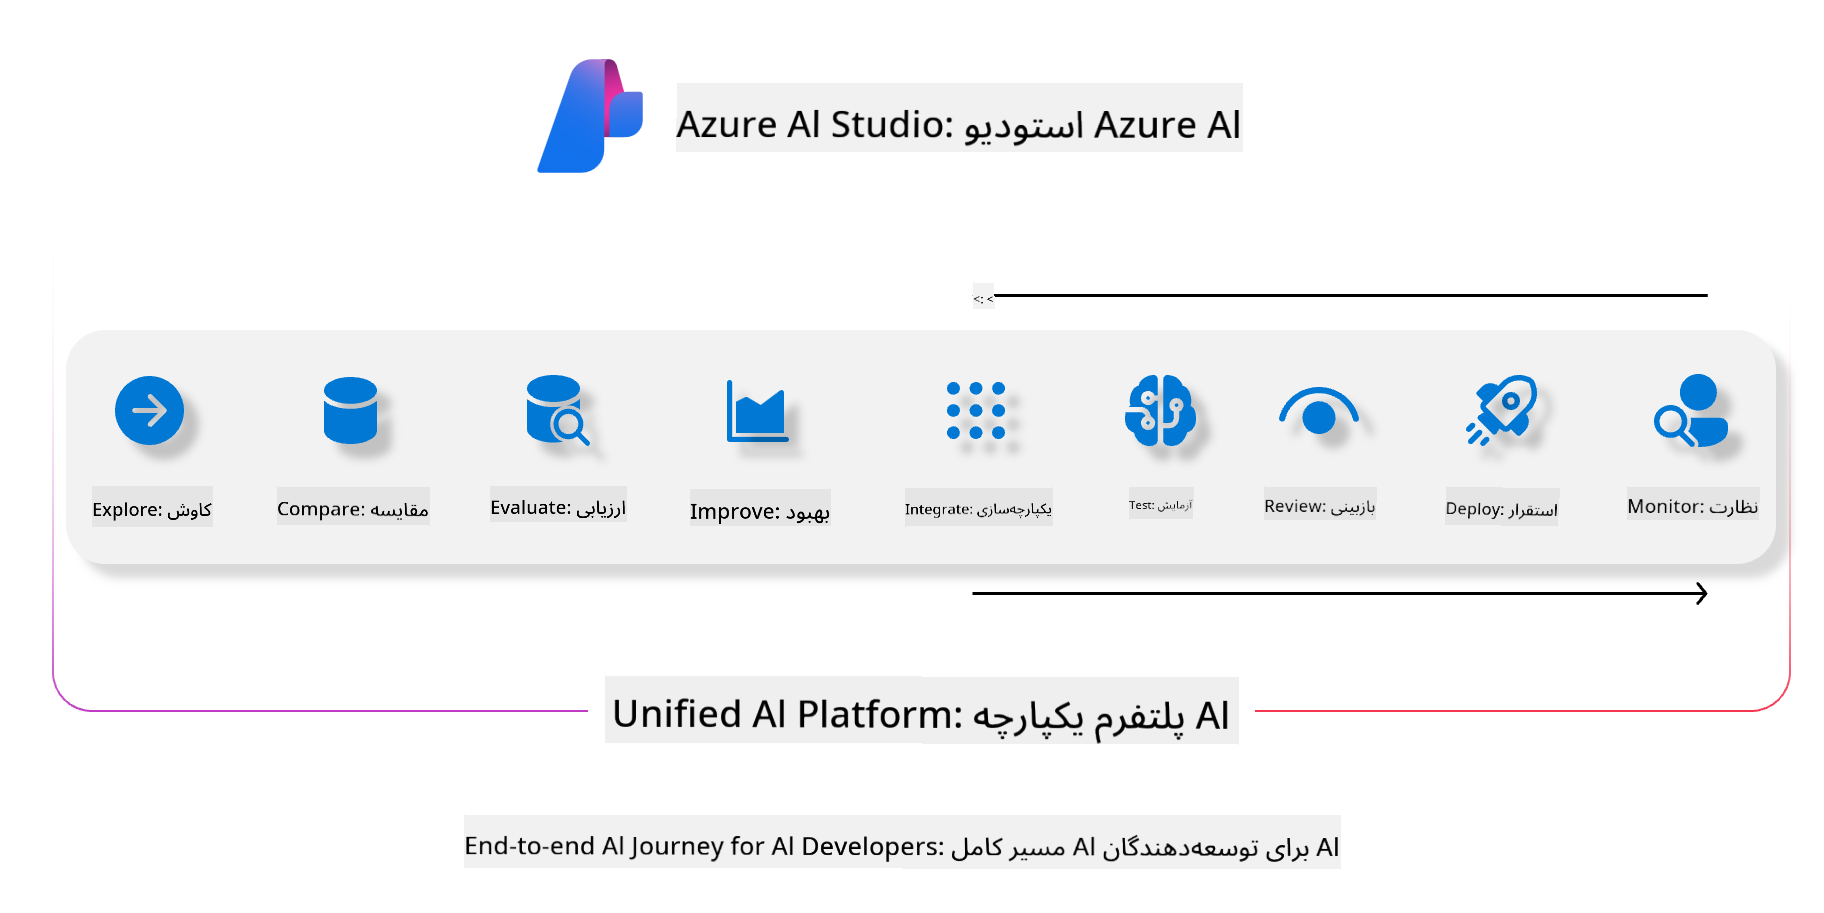 Azure AI Studio: استودیو Azure AI
<: <
Explore: کاوش
Compare: مقایسه
Evaluate: ارزیابی
Improve: بهبود
Integrate: یکپارچه‌سازی
Test: آزمایش
Review: بازبینی
Deploy: استقرار
Monitor: نظارت
Unified AI Platform: پلتفرم یکپارچه AI
End-to-end AI Journey for AI Developers: مسیر کامل AI برای توسعه‌دهندگان AI